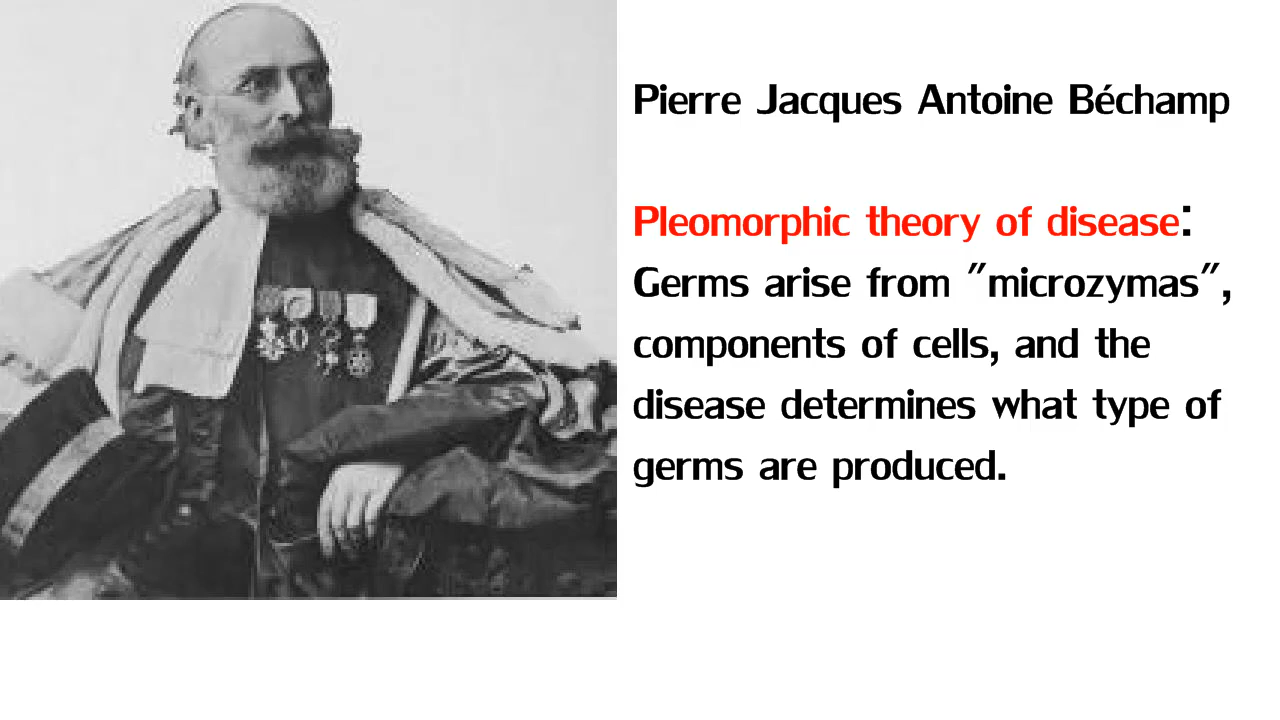 Pierre Jacques Antoine Béchamp
Pleomorphic theory of disease:
Germs arise from "microzymas",
components of cells, and the
disease determines what type of
germs are produced.